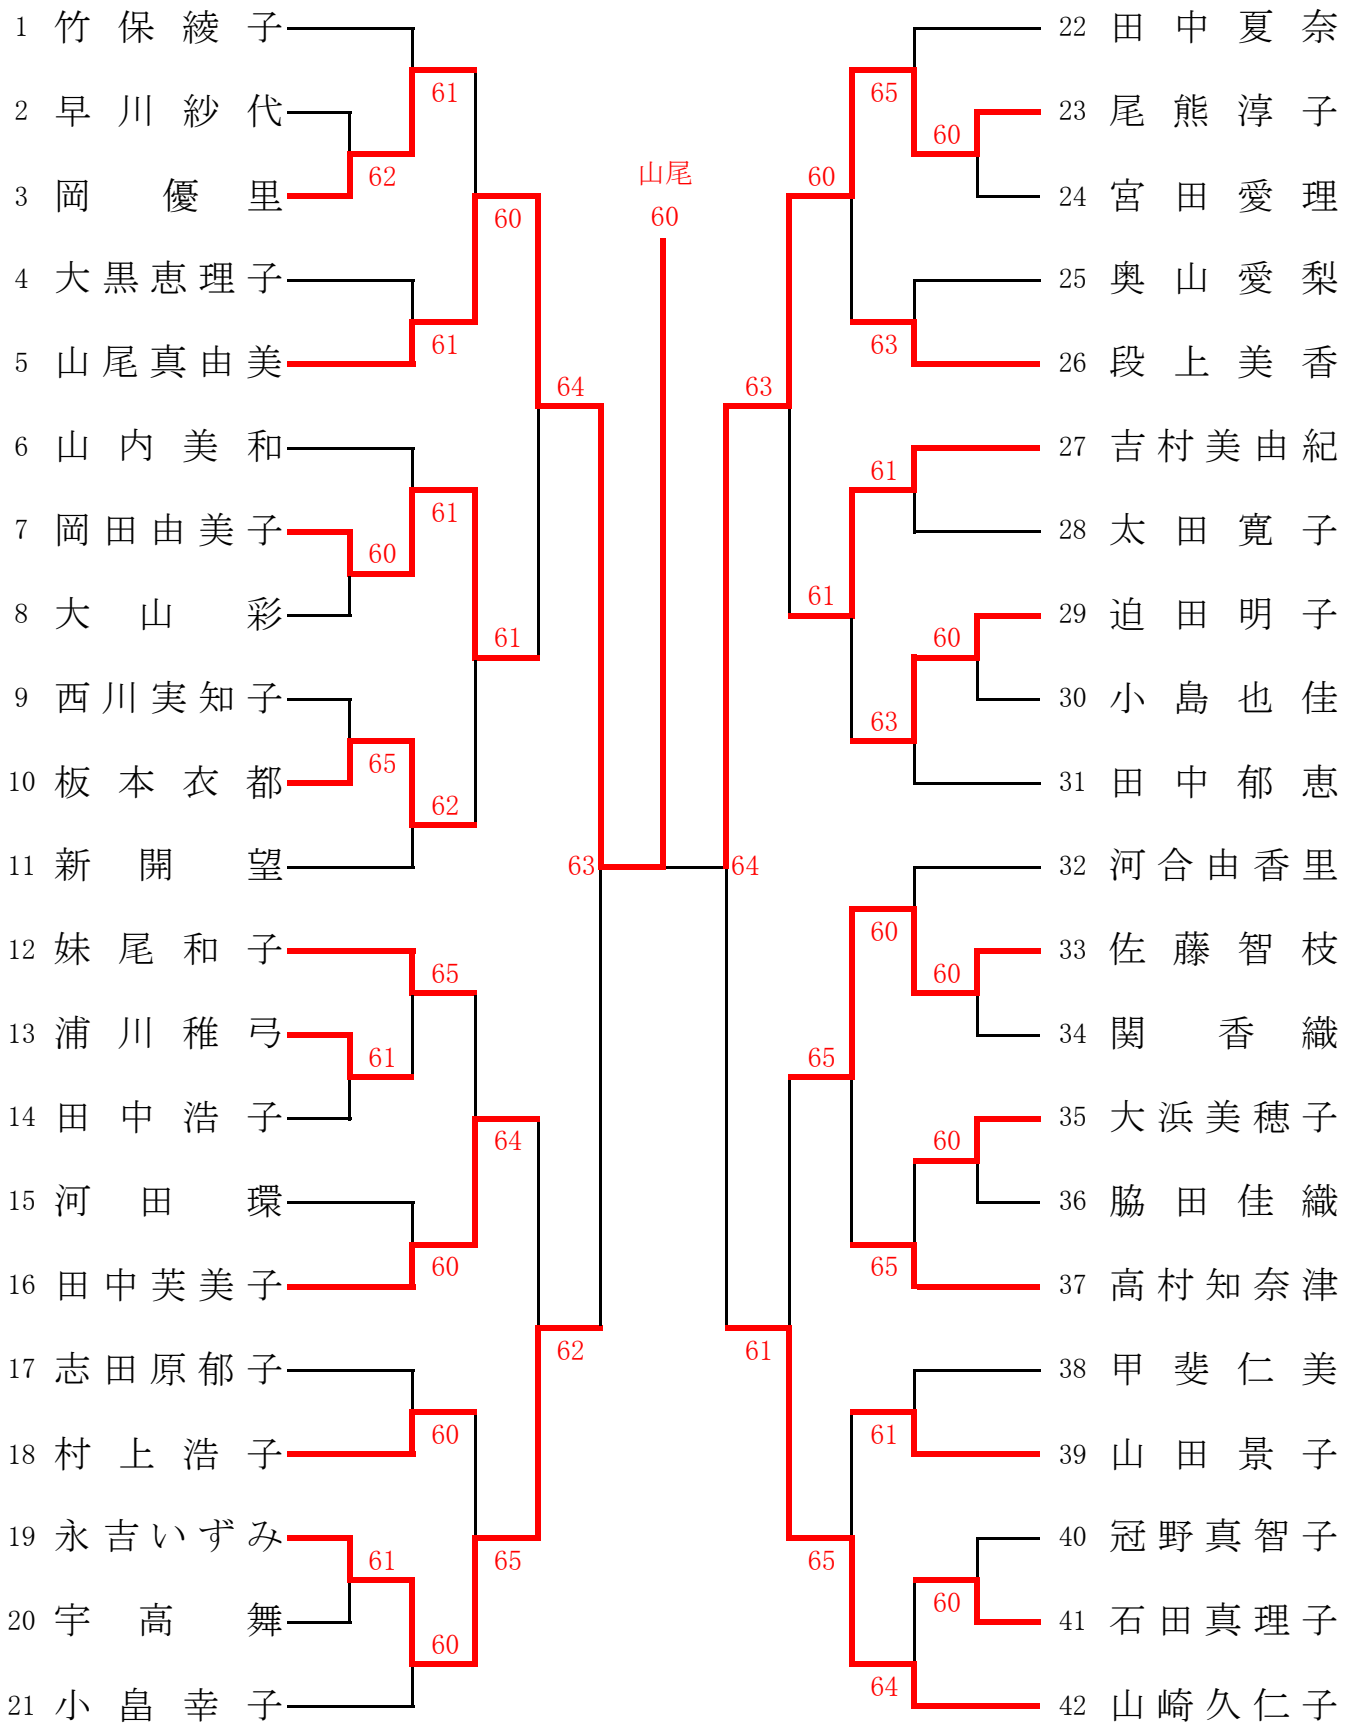 1 竹保綾子
2 早川紗代
3 岡優里
4 大黒恵理子
5 山尾真由美
6 山内美和
7 岡田由美子
8 大山彩
9 西川実知子
10 板本衣都
11 新開望
12 妹尾和子
13 浦川稚弓
14 田中浩子
15 河田環
16 田中芙美子
17 志田原郁子
18 村上浩子
19 永吉いずみ
20 宇高舞
21 小畠幸子
61
62
60
61
64
61
60
61
65
62
63
65
61
64
60
62
60
61
65
60
山尾
60
65
60
60
63
63
61
61
60
63
64
60
60
65
60
65
61
61
65
60
64
22 田中夏奈
23 尾熊淳子
24 宮田愛理
25 奥山愛梨
26 段上美香
27 吉村美由紀
28 太田寛子
29 迫田明子
30 小島也佳
31 田中郁恵
32 河合由香里
33 佐藤智枝
34 関香織
35 大浜美穂子
36 脇田佳織
37 高村知奈津
38 甲斐仁美
39 山田景子
40 冠野真智子
41 石田真理子
42 山崎久仁子